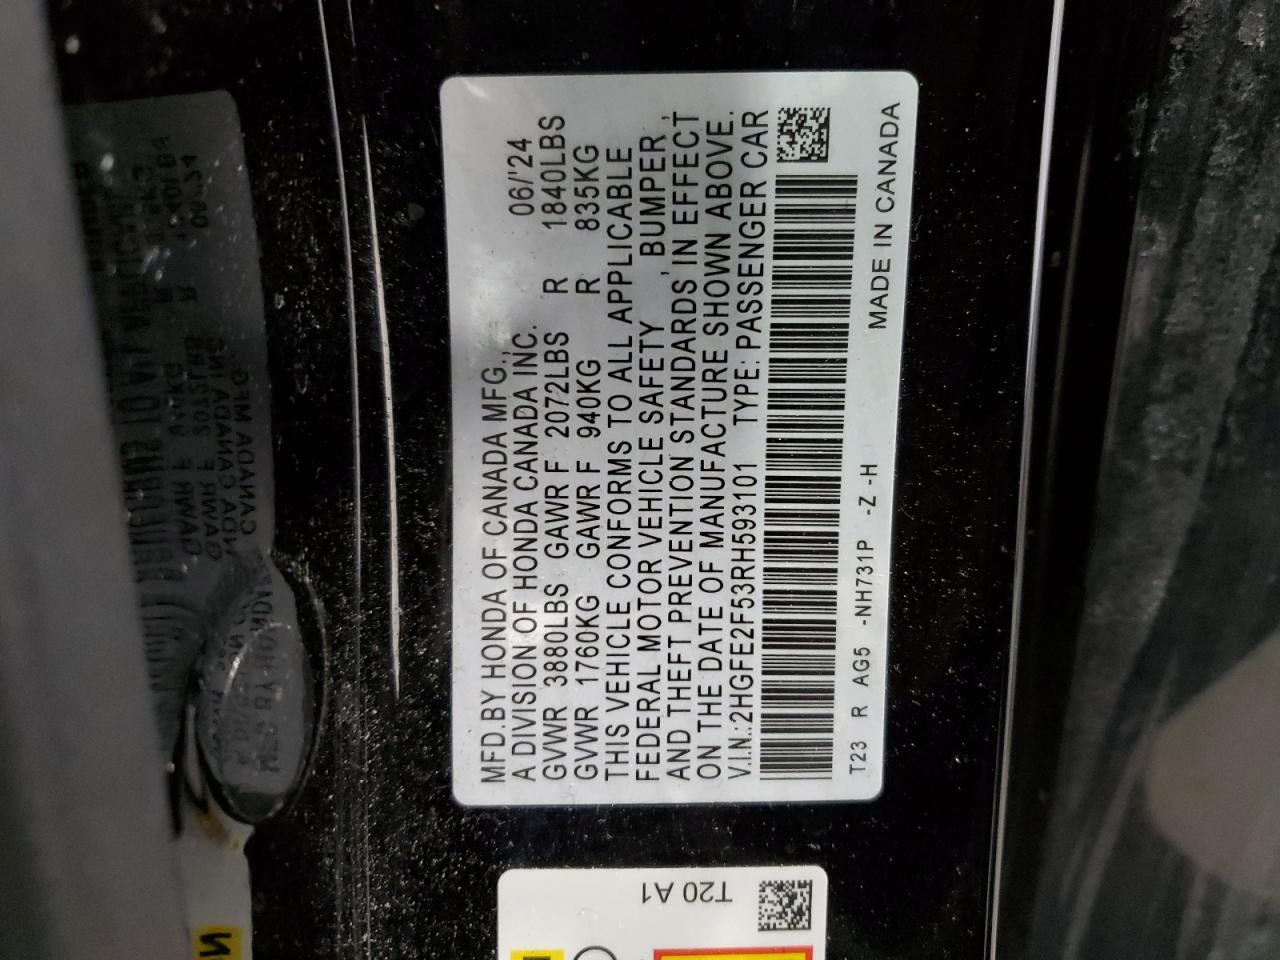 MFD.BY HONDA OF CANADA MFG.,
A DIVISION OF HONDA CANADA INC. 06/'24
GVWR 3880LBS GAWR F 2072LBS R 1840LBS
GVWR 1760KG GAWR F 940KG R 835KG
THIS VEHICLE CONFORMS TO ALL APPLICABLE
FEDERAL MOTOR VEHICLE SAFETY , BUMPER ,
AND THEFT PREVENTION STANDARDS IN EFFECT
ON THE DATE OF MANUFACTURE SHOWN ABOVE.
V.I.N.:2HGFE2F53RH593101 TYPE: PASSENGER CAR
T23 R AG5 -NH731P -Z -H
MADE IN CANADA
T20 A1